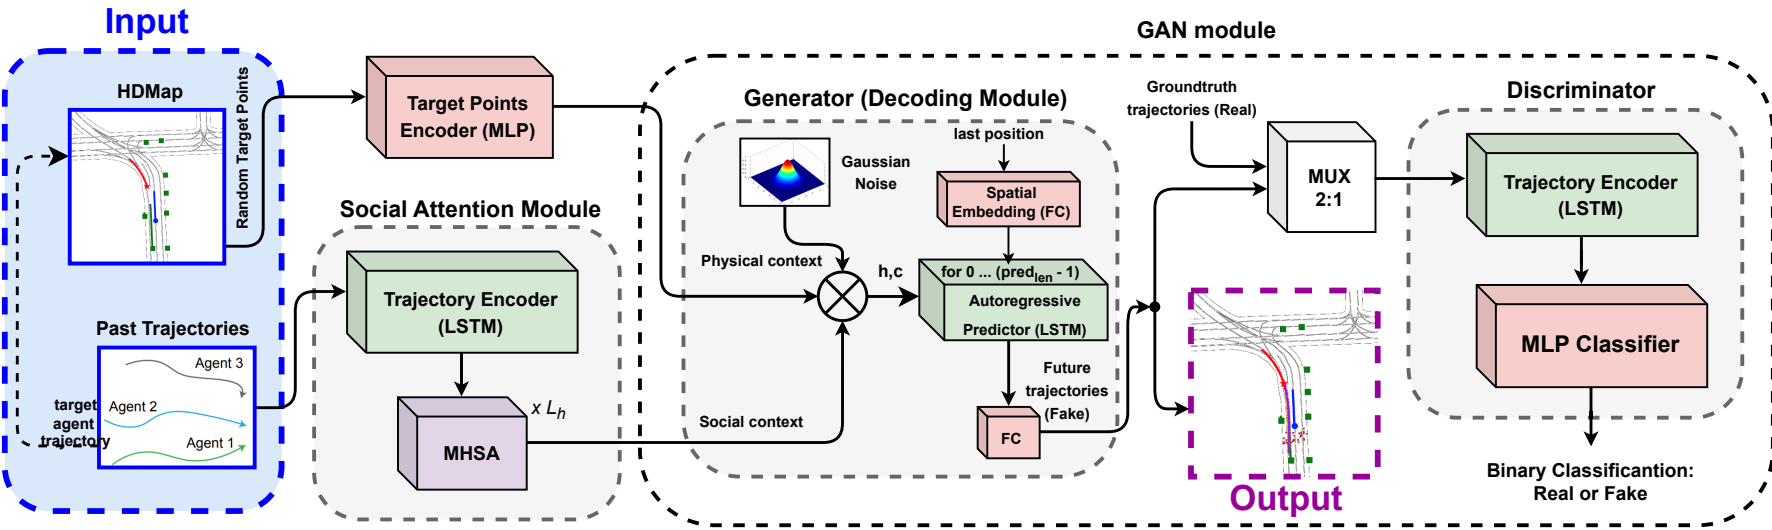 Input
HDMap
Random Target Points
Past Trajectories
Agent 3
Agent 2
Agent 1
target
agent
trajectory
Target Points
Encoder (MLP)
Social Attention Module
Trajectory Encoder
(LSTM)
MHSA
x Lh
GAN module
Generator (Decoding Module)
Gaussian
Noise
last position
Spatial
Embedding (FC)
Physical context
h,c
for 0 ... (predlen - 1)
Autoregressive
Predictor (LSTM)
Social context
Future
trajectories
(Fake)
FC
Groundtruth
trajectories (Real)
MUX
2:1
Output
Discriminator
Trajectory Encoder
(LSTM)
MLP Classifier
Binary Classificantion:
Real or Fake